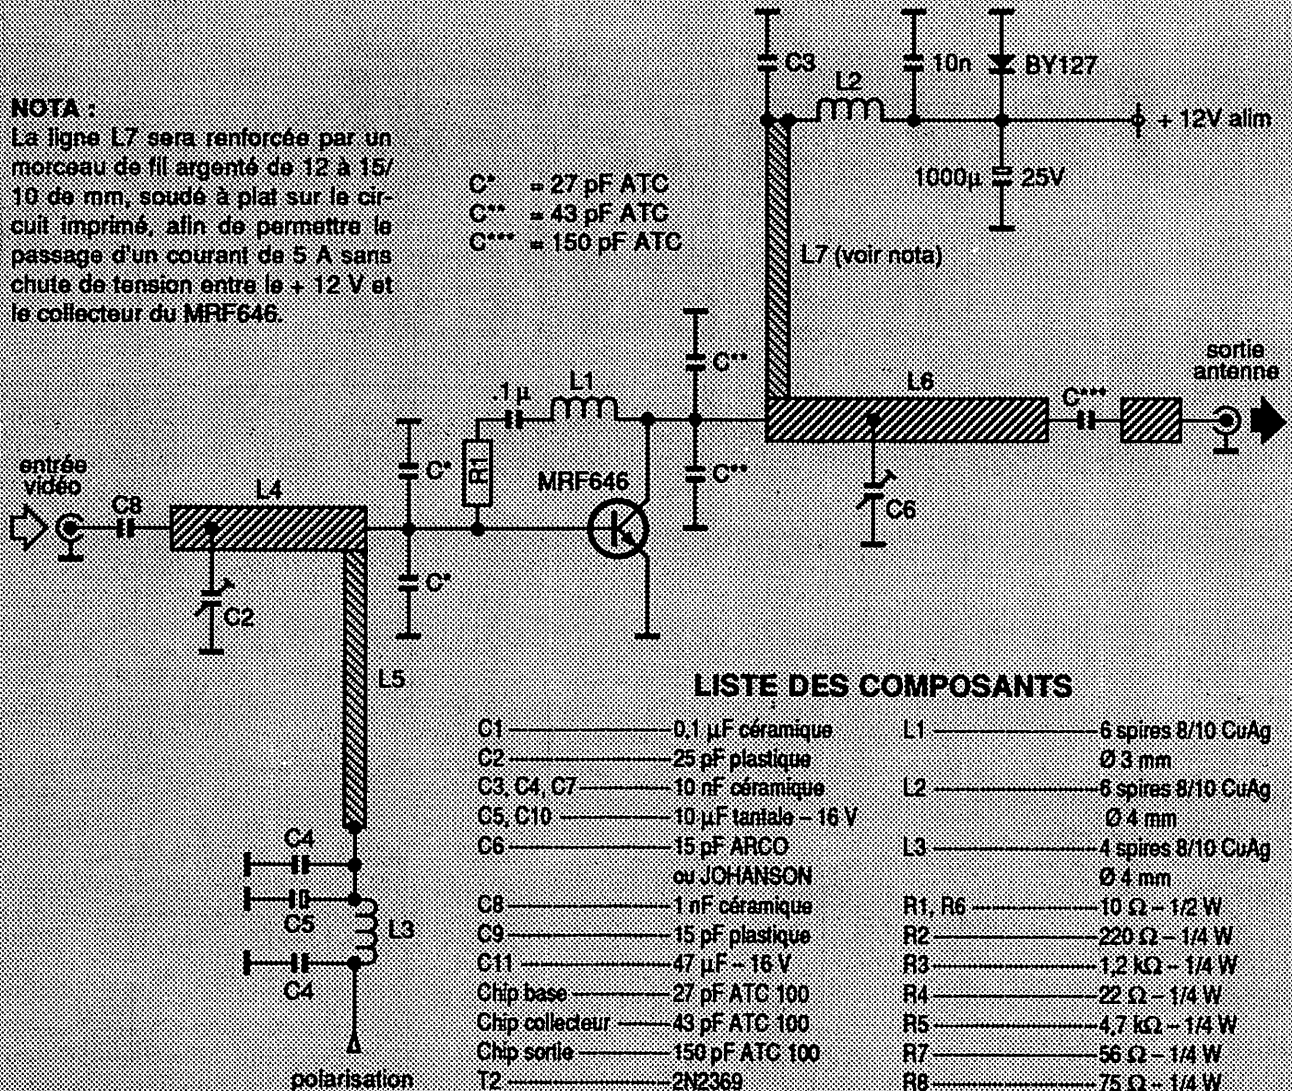 NOTA :
La ligne L7 sera renforcée par un
morceau de fil argenté de 12 à 15/
10 de mm, soudé à plat sur le cir-
cuit imprimé, afin de permettre le
passage d'un courant de 5 A sans
chute de tension entre le + 12 V et
le collecteur du MRF646.
C* = 27 pF ATC
C** = 43 pF ATC
C*** = 150 pF ATC
C3
L2
10n
BY127
+ 12V alim
1000µ
25V
L7 (voir nota)
sortie
antenne
.1 µ
L1
C**
L6
C***
entrée
vidéo
C8
L4
C*
R1
MRF646
C**
C6
C*
C2
L5
C4
C5
L3
C4
polarisation
LISTE DES COMPOSANTS
C1 0,1 µF céramique
C2 25 pF plastique
C3, C4, C7 10 nF céramique
C5, C10 10 µF tantale – 16 V
C6 15 pF ARCO
ou JOHANSON
C8 1 nF céramique
C9 15 pF plastique
C11 47 µF – 16 V
Chip base 27 pF ATC 100
Chip collecteur 43 pF ATC 100
Chip sortie 150 pF ATC 100
T2 2N2369
L1 6 spires 8/10 CuAg
Ø 3 mm
L2 6 spires 8/10 CuAg
Ø 4 mm
L3 4 spires 8/10 CuAg
Ø 4 mm
R1, R6 10 Ω – 1/2 W
R2 220 Ω – 1/4 W
R3 1,2 kΩ – 1/4 W
R4 22 Ω – 1/4 W
R5 4,7 kΩ – 1/4 W
R7 56 Ω – 1/4 W
R8 75 Ω – 1/4 W